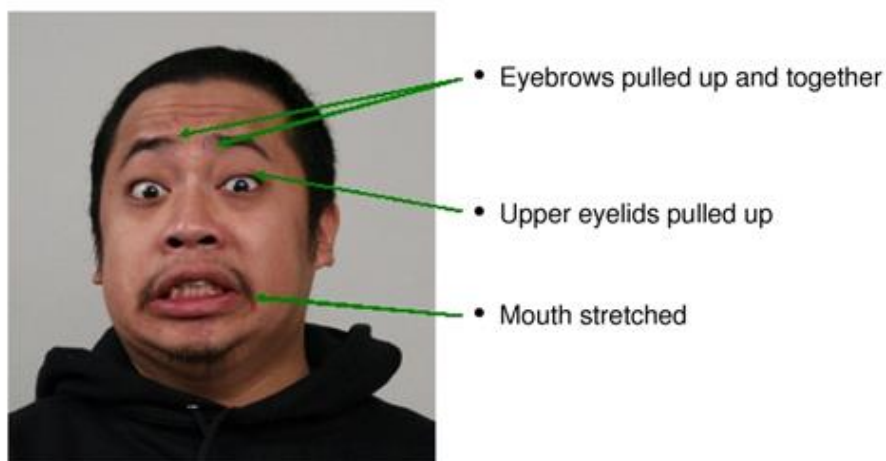 • Eyebrows pulled up and together
• Upper eyelids pulled up
• Mouth stretched